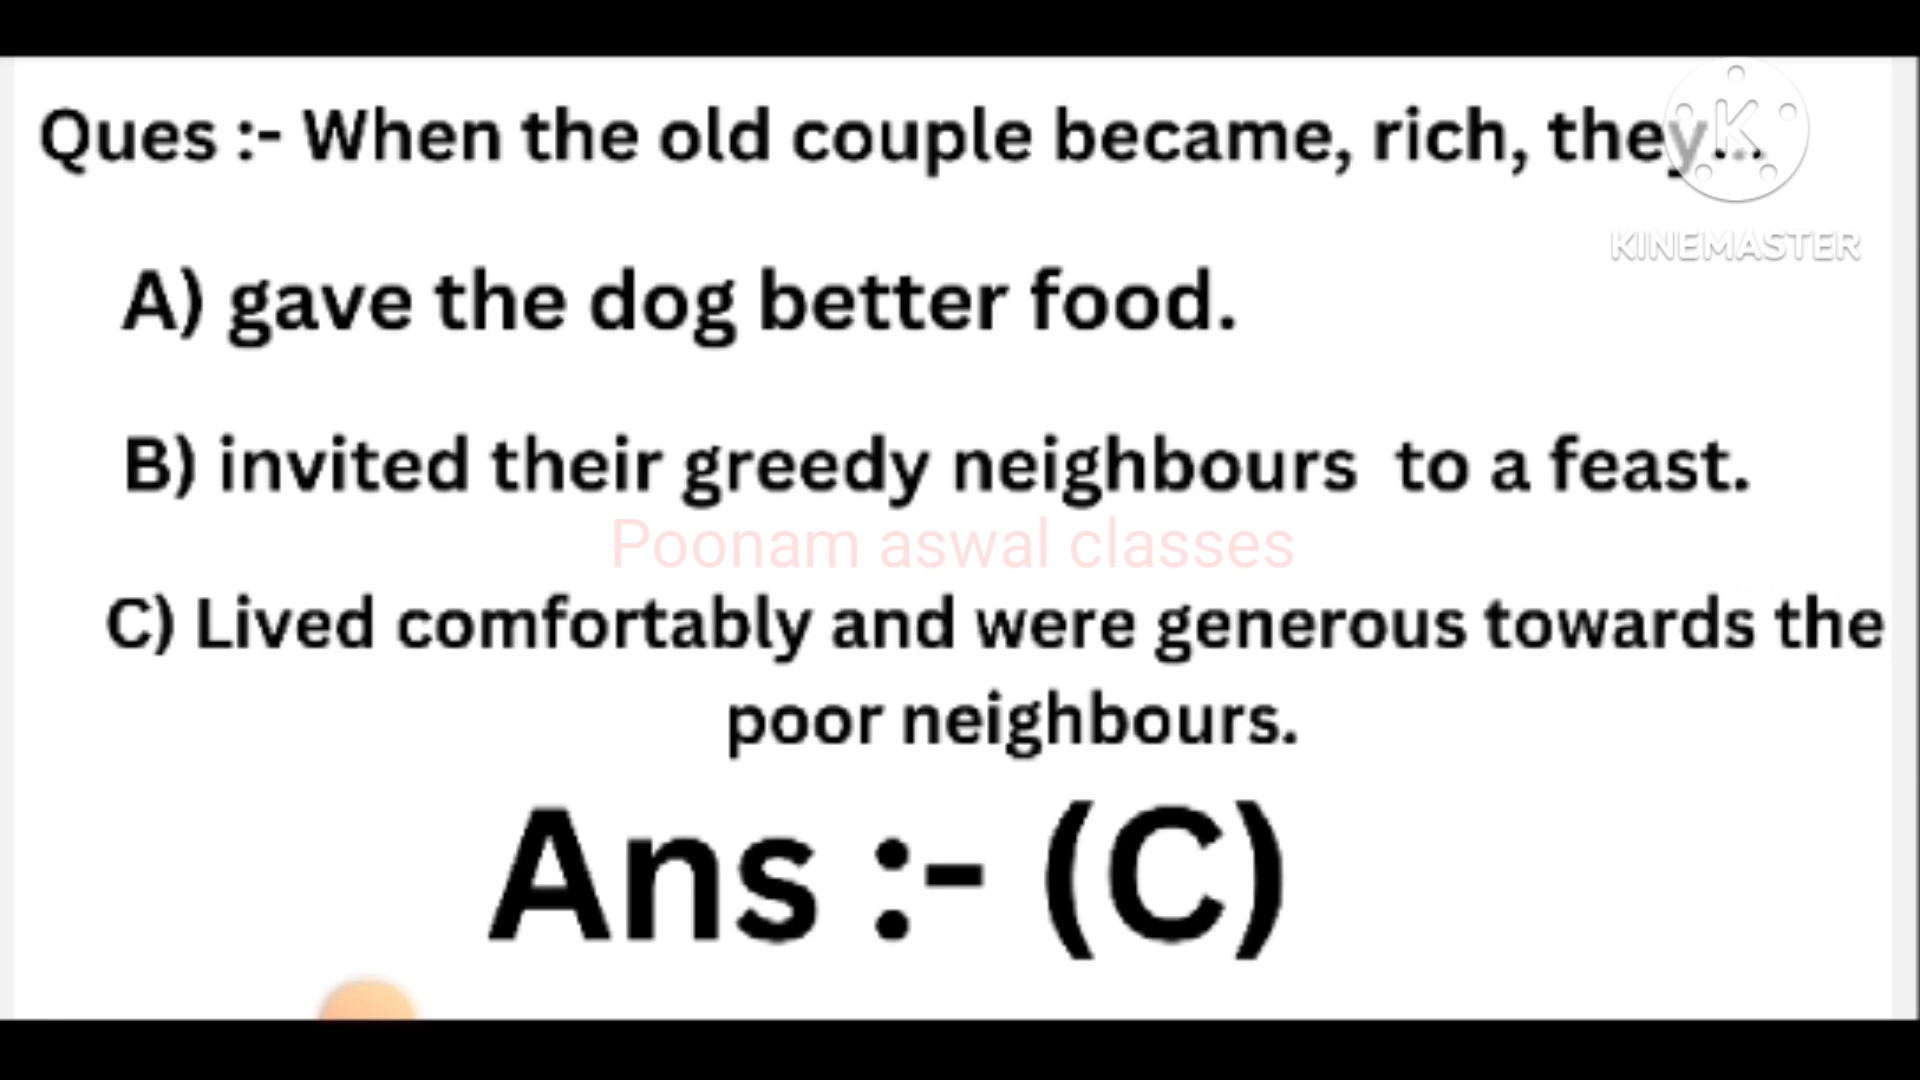 Ques :- When the old couple became, rich, they...
KINEMASTER
A) gave the dog better food.
B) invited their greedy neighbours to a feast.
Poonam aswal classes
C) Lived comfortably and were generous towards the
poor neighbours.
Ans :- (C)